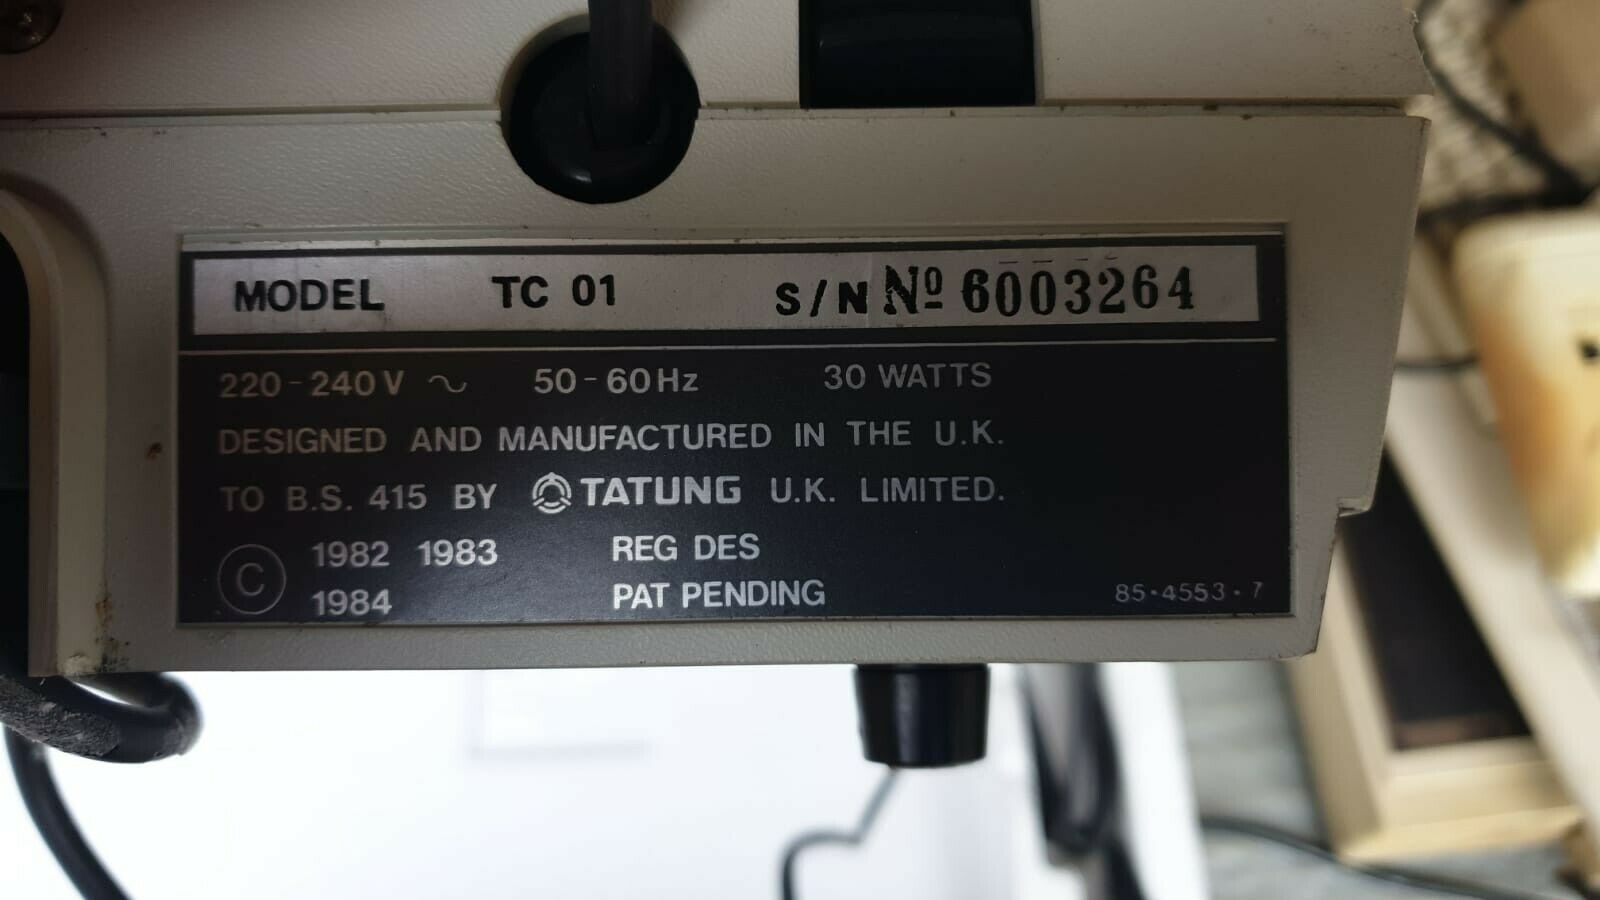 MODEL TC 01 S/N Nº 6003264
220-240V ~ 50-60Hz 30 WATTS
DESIGNED AND MANUFACTURED IN THE U.K.
TO B.S. 415 BY TATUNG U.K. LIMITED.
© 1982 1983 REG DES
1984 PAT PENDING 85·4553·7